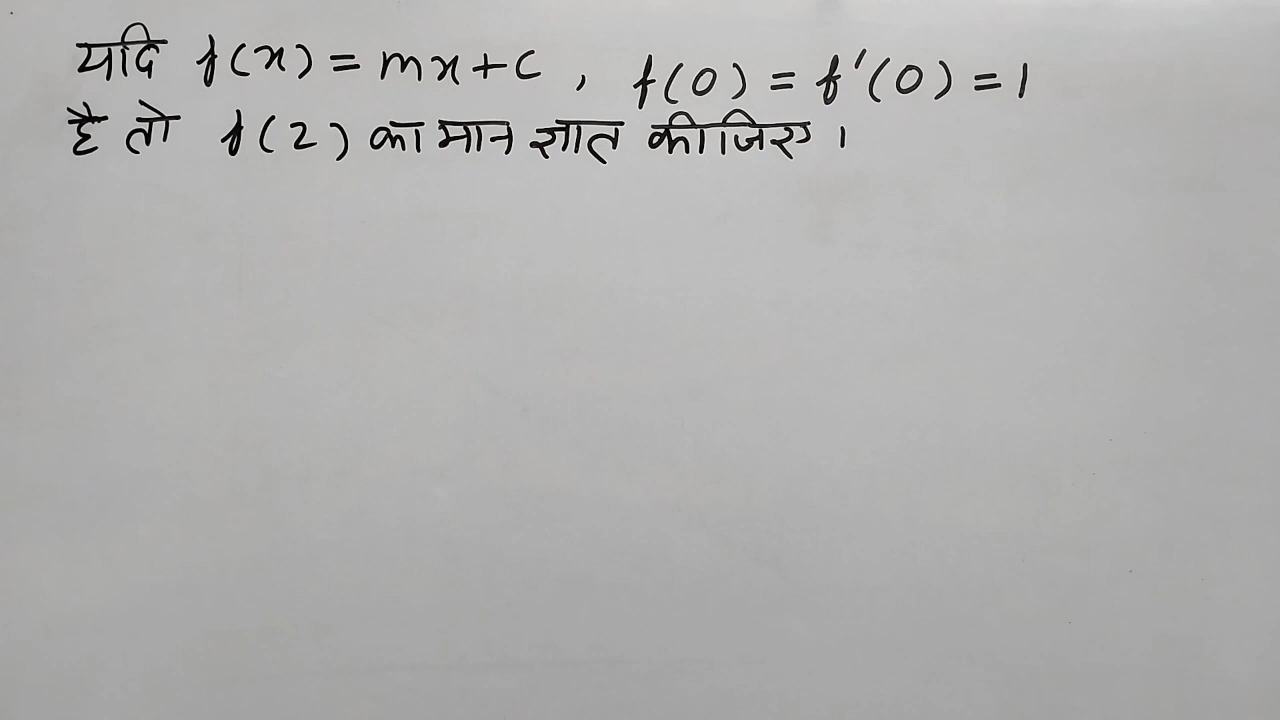 यदि f(x) = mx+c , f(0) = f'(0) = 1
है तो f(2) का मान ज्ञात कीजिए ।